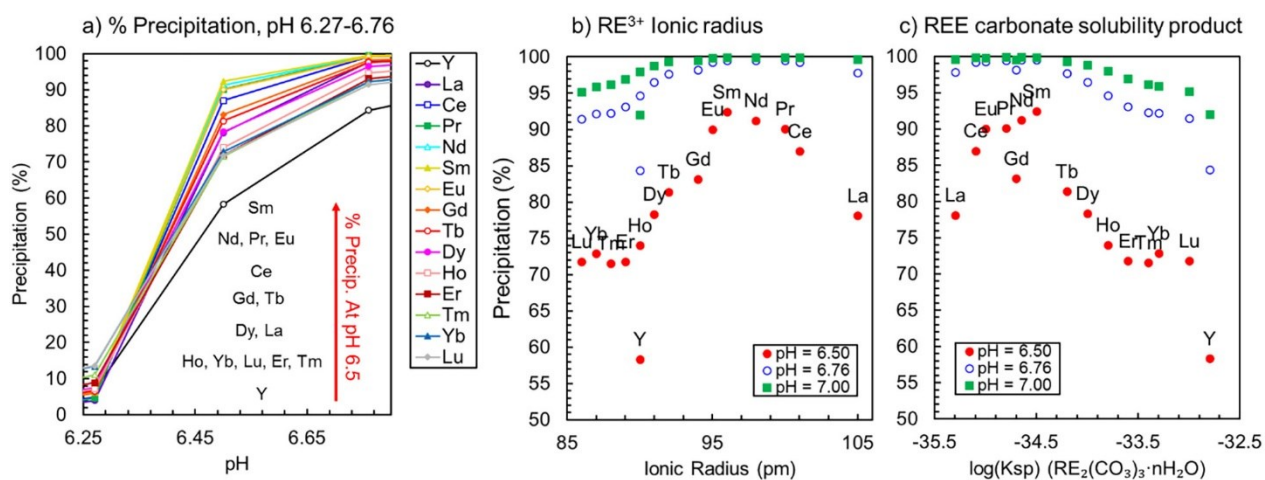 a) % Precipitation, pH 6.27-6.76
Precipitation (%)
100
90
80
70
60
50
40
30
20
10
0
6.25
6.45
6.65
pH
Sm
Nd, Pr, Eu
Ce
Gd, Tb
Dy, La
Ho, Yb, Lu, Er, Tm
Y
% Precip. At pH 6.5
Y
La
Ce
Pr
Nd
Sm
Eu
Gd
Tb
Dy
Ho
Er
Tm
Yb
Lu
b) RE³⁺ Ionic radius
Precipitation (%)
100
95
90
85
80
75
70
65
60
55
50
Sm
Eu
Nd
Pr
Ce
Gd
Tb
Dy
La
Ho
Lu
Yb
Tm
Er
Y
pH = 6.50
pH = 6.76
pH = 7.00
86
95
105
Ionic Radius (pm)
c) REE carbonate solubility product
100
95
90
85
80
75
70
65
60
55
50
Sm
Nd
Eu
Pr
Ce
Gd
Tb
La
Dy
Ho
Er
Tm
Yb
Lu
Y
pH = 6.50
pH = 6.76
pH = 7.00
-35.5
-34.5
-33.5
-32.5
log(Ksp) (RE₂(CO₃)₃·nH₂O)